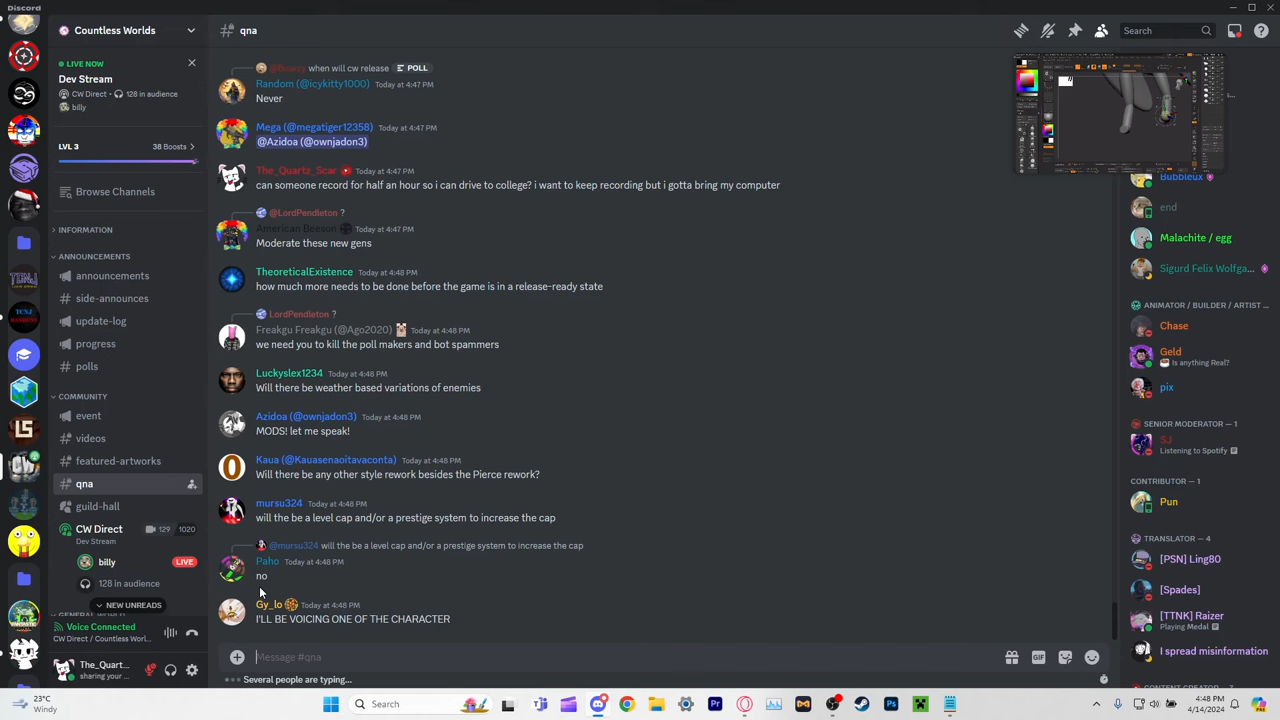 Discord
Countless Worlds
LIVE NOW
Dev Stream
CW Direct • 128 in audience
billy
LVL 3
38 Boosts
Browse Channels
INFORMATION
ANNOUNCEMENTS
announcements
side-announcements
update-log
progress
polls
COMMUNITY
event
videos
featured-artworks
qna
guild-hall
CW Direct
129 1020
Dev Stream
billy
LIVE
128 in audience
NEW UNREADS
Voice Connected
CW Direct / Countless Worl...
The_Quart...
sharing your ...
qna
Search
when will cw release POLL
Random (@icykitty1000) Today at 4:47 PM
Never
Mega (@megatiger12358) Today at 4:47 PM
@Azidoa (@ownjadon3)
The_Quartz_Scar Today at 4:47 PM
can someone record for half an hour so i can drive to college? i want to keep recording but i gotta bring my computer
@LordPendleton ?
American Beeson Today at 4:47 PM
Moderate these new gens
TheoreticalExistence Today at 4:48 PM
how much more needs to be done before the game is in a release-ready state
LordPendleton ?
Freakgu Freakgu (@Ago2020) Today at 4:48 PM
we need you to kill the poll makers and bot spammers
Luckyslex1234 Today at 4:48 PM
Will there be weather based variations of enemies
Azidoa (@ownjadon3) Today at 4:48 PM
MODS! let me speak!
Kaua (@Kauasenaoitavaconta) Today at 4:48 PM
Will there be any other style rework besides the Pierce rework?
mursu324 Today at 4:48 PM
will the be a level cap and/or a prestige system to increase the cap
@mursu324 will the be a level cap and/or a prestige system to increase the cap
Paho Today at 4:48 PM
no
Gy_lo Today at 4:48 PM
I'LL BE VOICING ONE OF THE CHARACTER
Message #qna
GIF
Several people are typing...
Bubbleux
end
Malachite / egg
Sigurd Felix Wolfga...
ANIMATOR / BUILDER / ARTIST ...
Chase
Geld
Is anything Real?
pix
SENIOR MODERATOR — 1
SJ
Listening to Spotify
CONTRIBUTOR — 1
Pun
TRANSLATOR — 4
[PSN] Ling80
[Spades]
[TTNK] Raizer
Playing Medal
I spread misinformation
23°C
Windy
Search
4:48 PM
4/14/2024